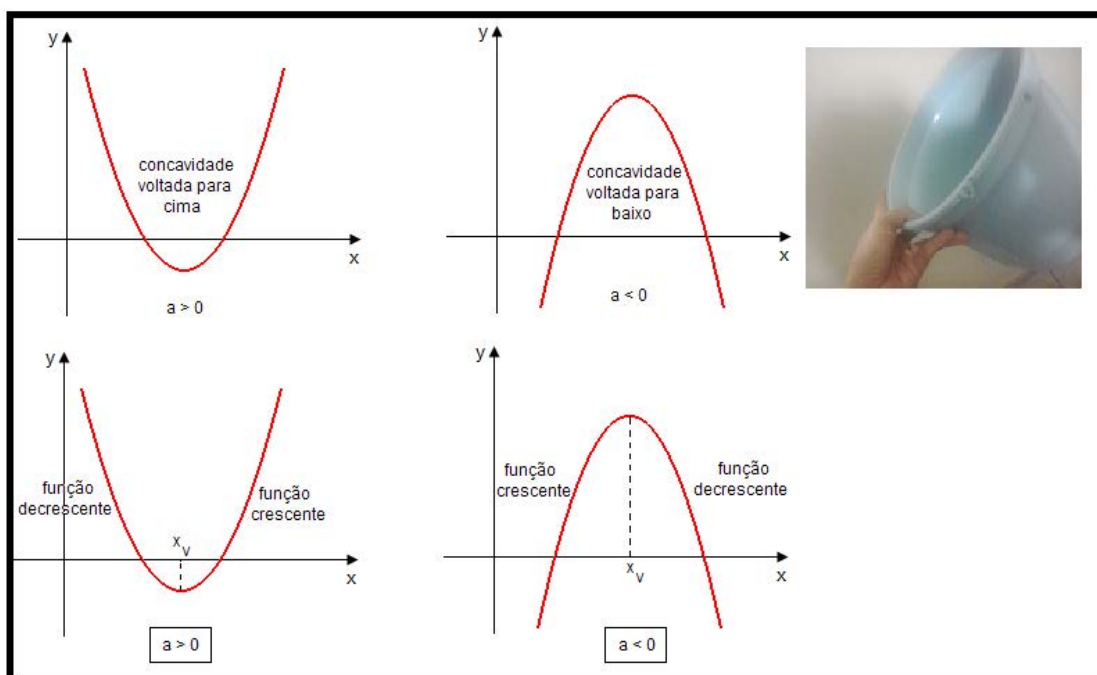 y
concavidade
voltada para
cima
x
a > 0
y
concavidade
voltada para
baixo
x
a < 0
y
função
decrescente
função
crescente
x v
x
a > 0
y
função
crescente
função
decrescente
x v
x
a < 0